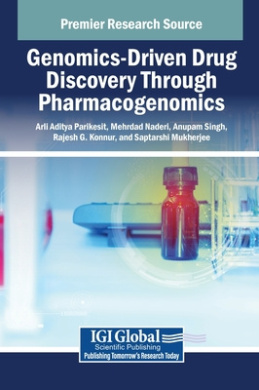 Premier Research Source
Genomics-Driven Drug
Discovery Through
Pharmacogenomics
Arli Aditya Parikesit, Mehrdad Naderi, Anupam Singh,
Rajesh G. Konnur, and Saptarshi Mukherjee
IGI Global
Scientific Publishing
Publishing Tomorrow's Research Today